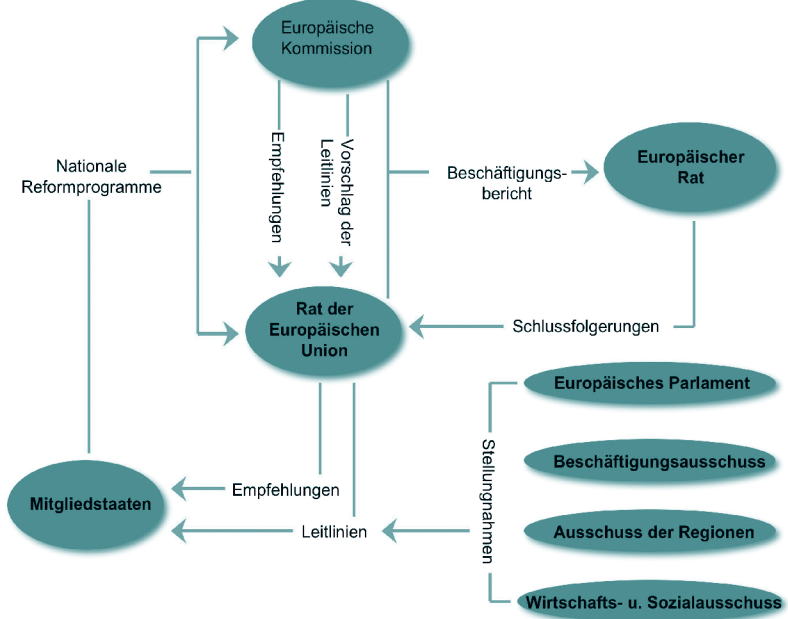 Europäische
Kommission
Empfehlungen
Vorschlag der
Leitlinien
Nationale
Reformprogramme
Beschäftigungs-
bericht
Europäischer
Rat
Rat der
Europäischen
Union
Schlussfolgerungen
Europäisches Parlament
Stellungnahmen
Beschäftigungsausschuss
Mitgliedstaaten
Empfehlungen
Leitlinien
Ausschuss der Regionen
Wirtschafts- u. Sozialausschuss